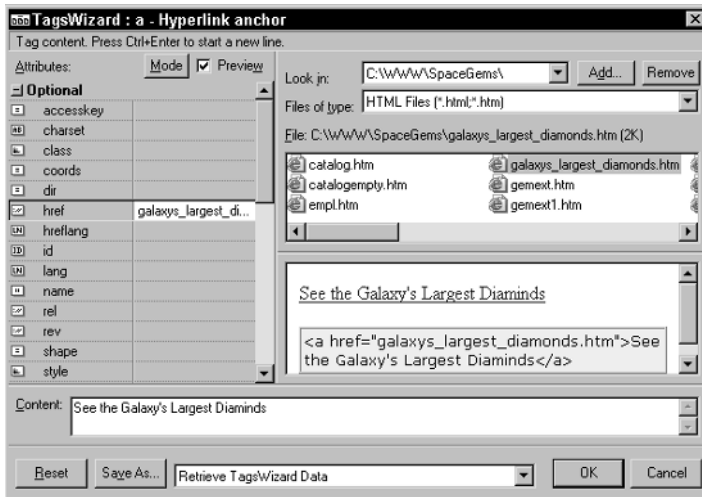 TagsWizard : a - Hyperlink anchor
Tag content. Press Ctrl+Enter to start a new line.
Attributes: Mode Preview
Optional
accesskey
charset
class
coords
dir
href galaxys_largest_di...
hreflang
id
lang
name
rel
rev
shape
style
Look in: C:\WWW\SpaceGems\ Add... Remove
Files of type: HTML Files (*.html;*.htm)
File: C:\WWW\SpaceGems\galaxys_largest_diamonds.htm (2K)
catalog.htm galaxys_largest_diamonds.htm
catalogempty.htm gemext.htm
empl.htm gemext1.htm
See the Galaxy's Largest Diaminds
<a href="galaxys_largest_diamonds.htm">See
the Galaxy's Largest Diaminds</a>
Content: See the Galaxy's Largest Diaminds
Reset Save As... Retrieve TagsWizard Data OK Cancel